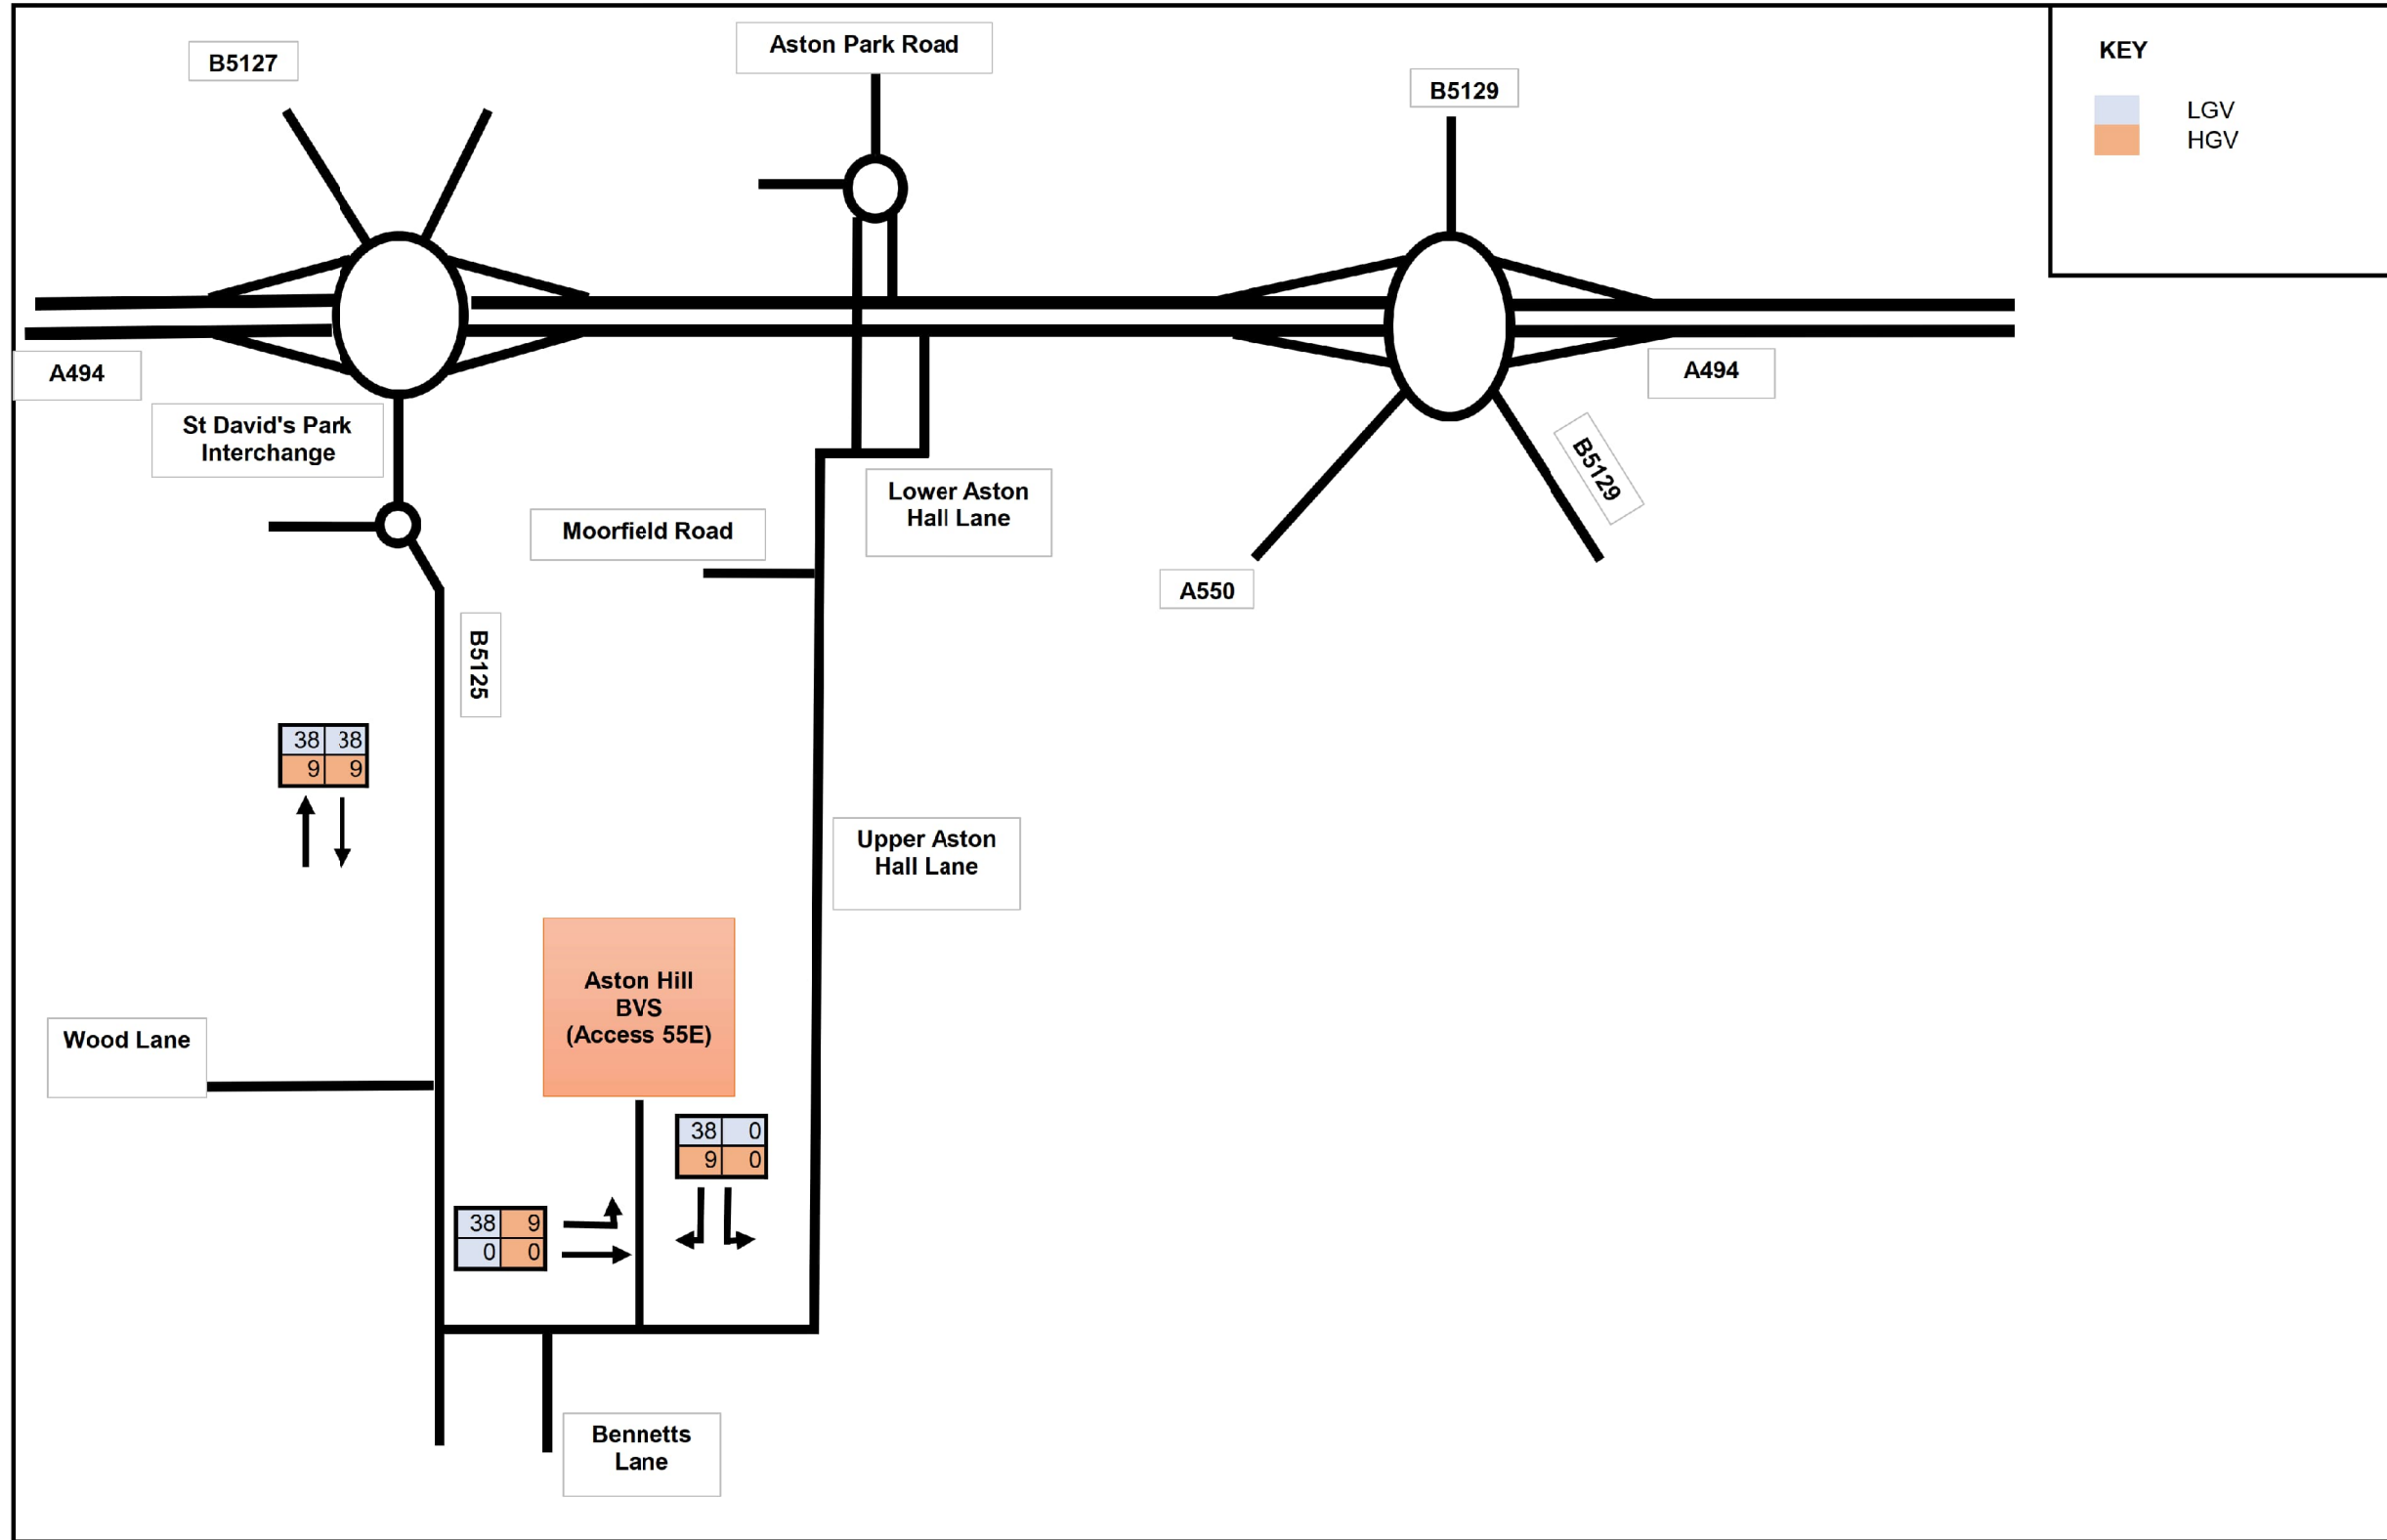 KEY
LGV
HGV
B5127
Aston Park Road
B5129
A494
A494
St David's Park
Interchange
B5129
Lower Aston
Hall Lane
Moorfield Road
A550
B5125
38 38
9 9
Upper Aston
Hall Lane
Aston Hill
BVS
(Access 55E)
Wood Lane
38 0
9 0
38 9
0 0
Bennetts
Lane